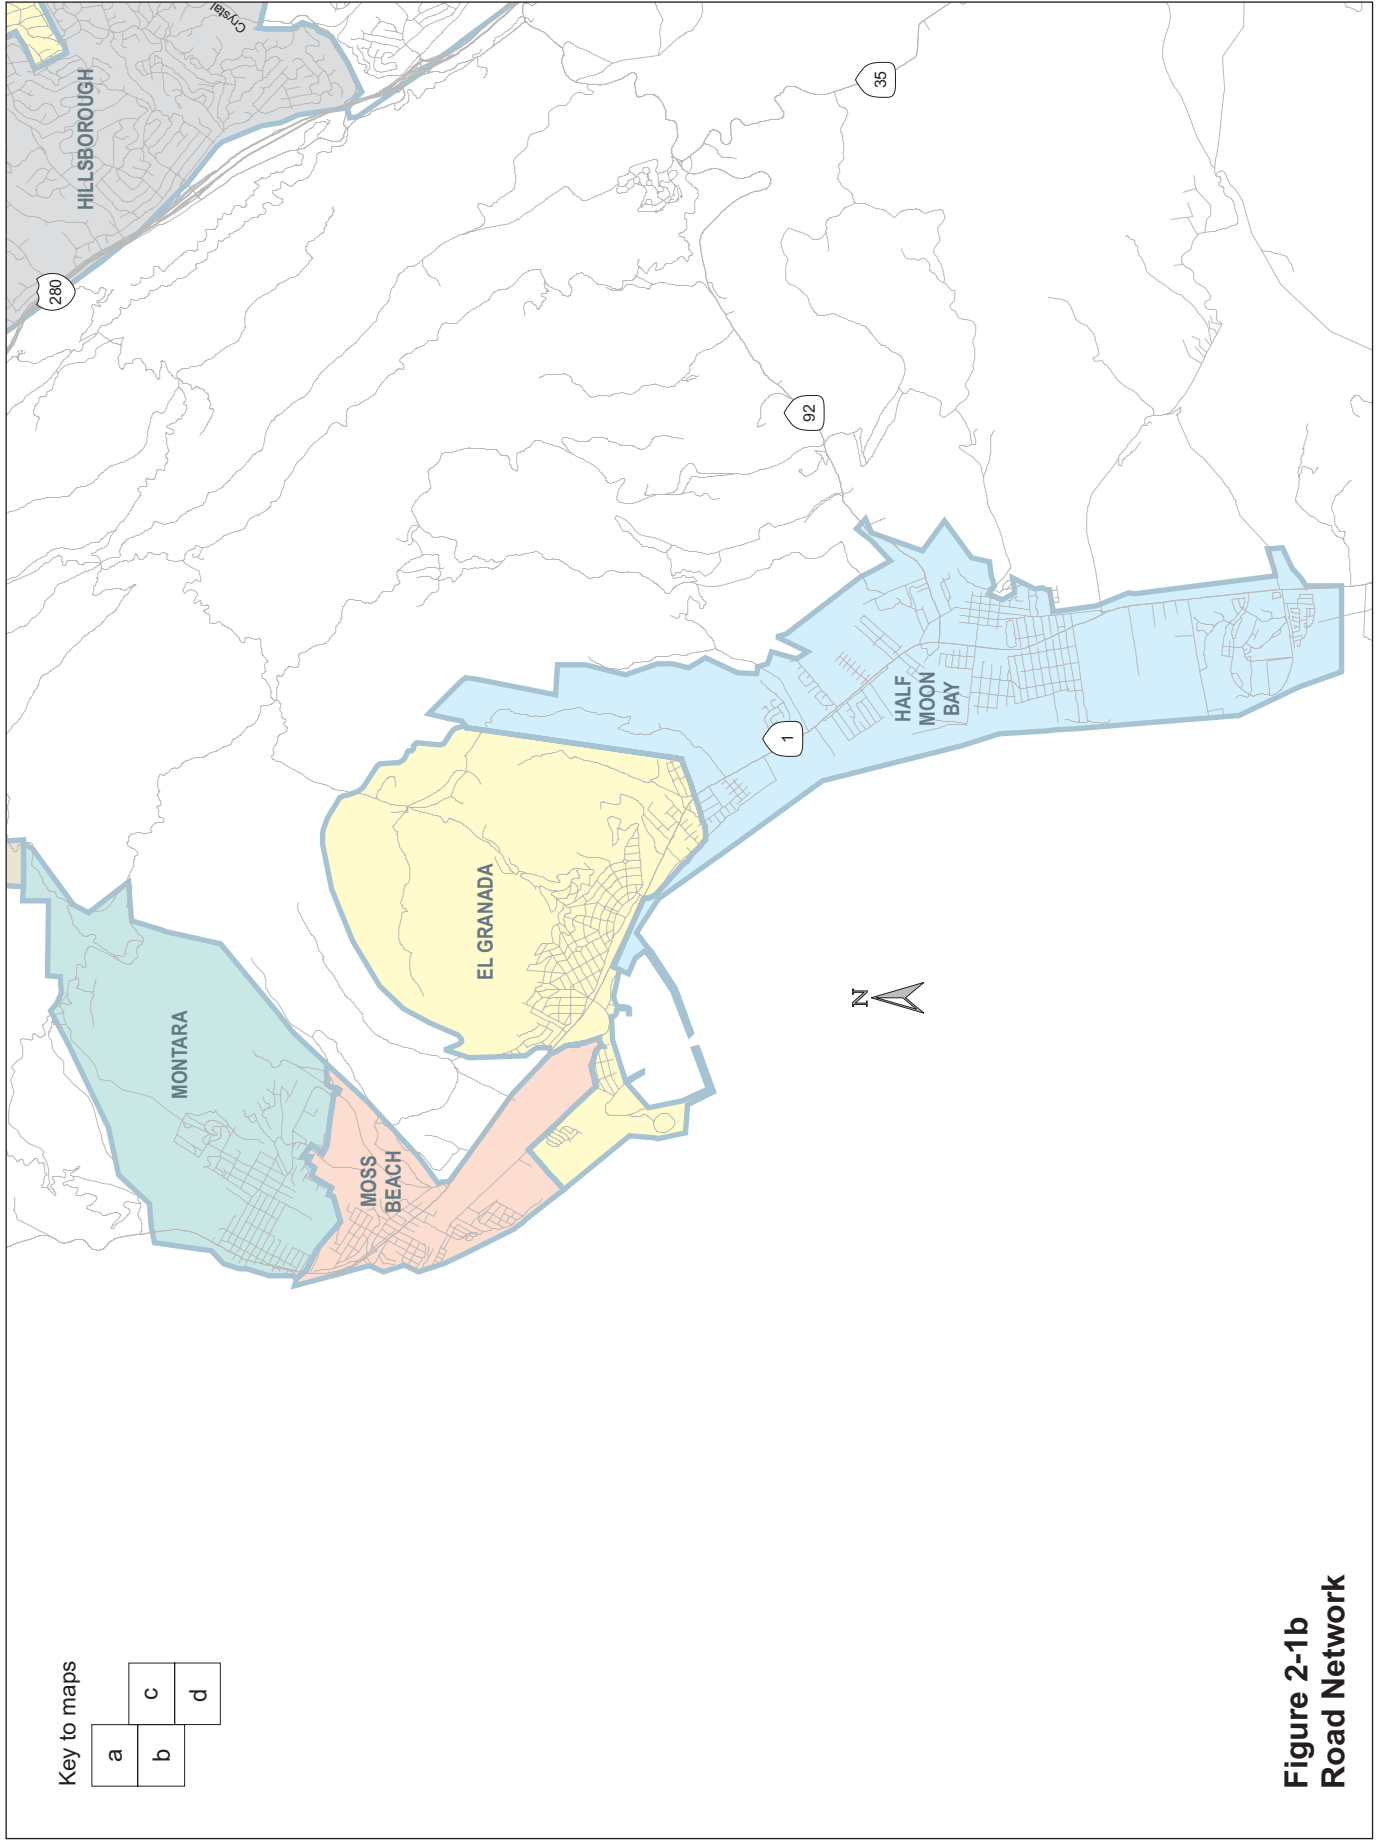 Key to maps
a
b
c
d
Crystal
HILLSBOROUGH
280
35
92
MONTARA
EL GRANADA
MOSS
BEACH
1
HALF
MOON
BAY
N
Figure 2-1b
Road Network